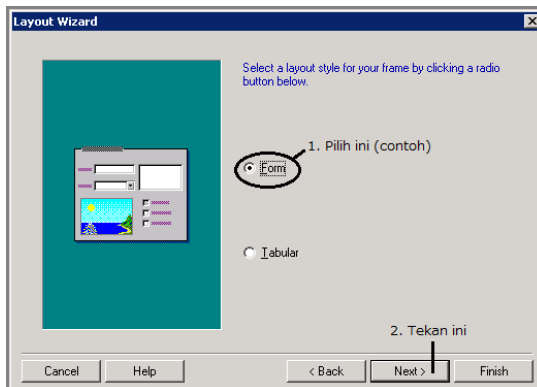 Layout Wizard
Select a layout style for your frame by clicking a radio
button below.
1. Pilih ini (contoh)
Form
Tabular
2. Tekan ini
Cancel
Help
< Back
Next >
Finish